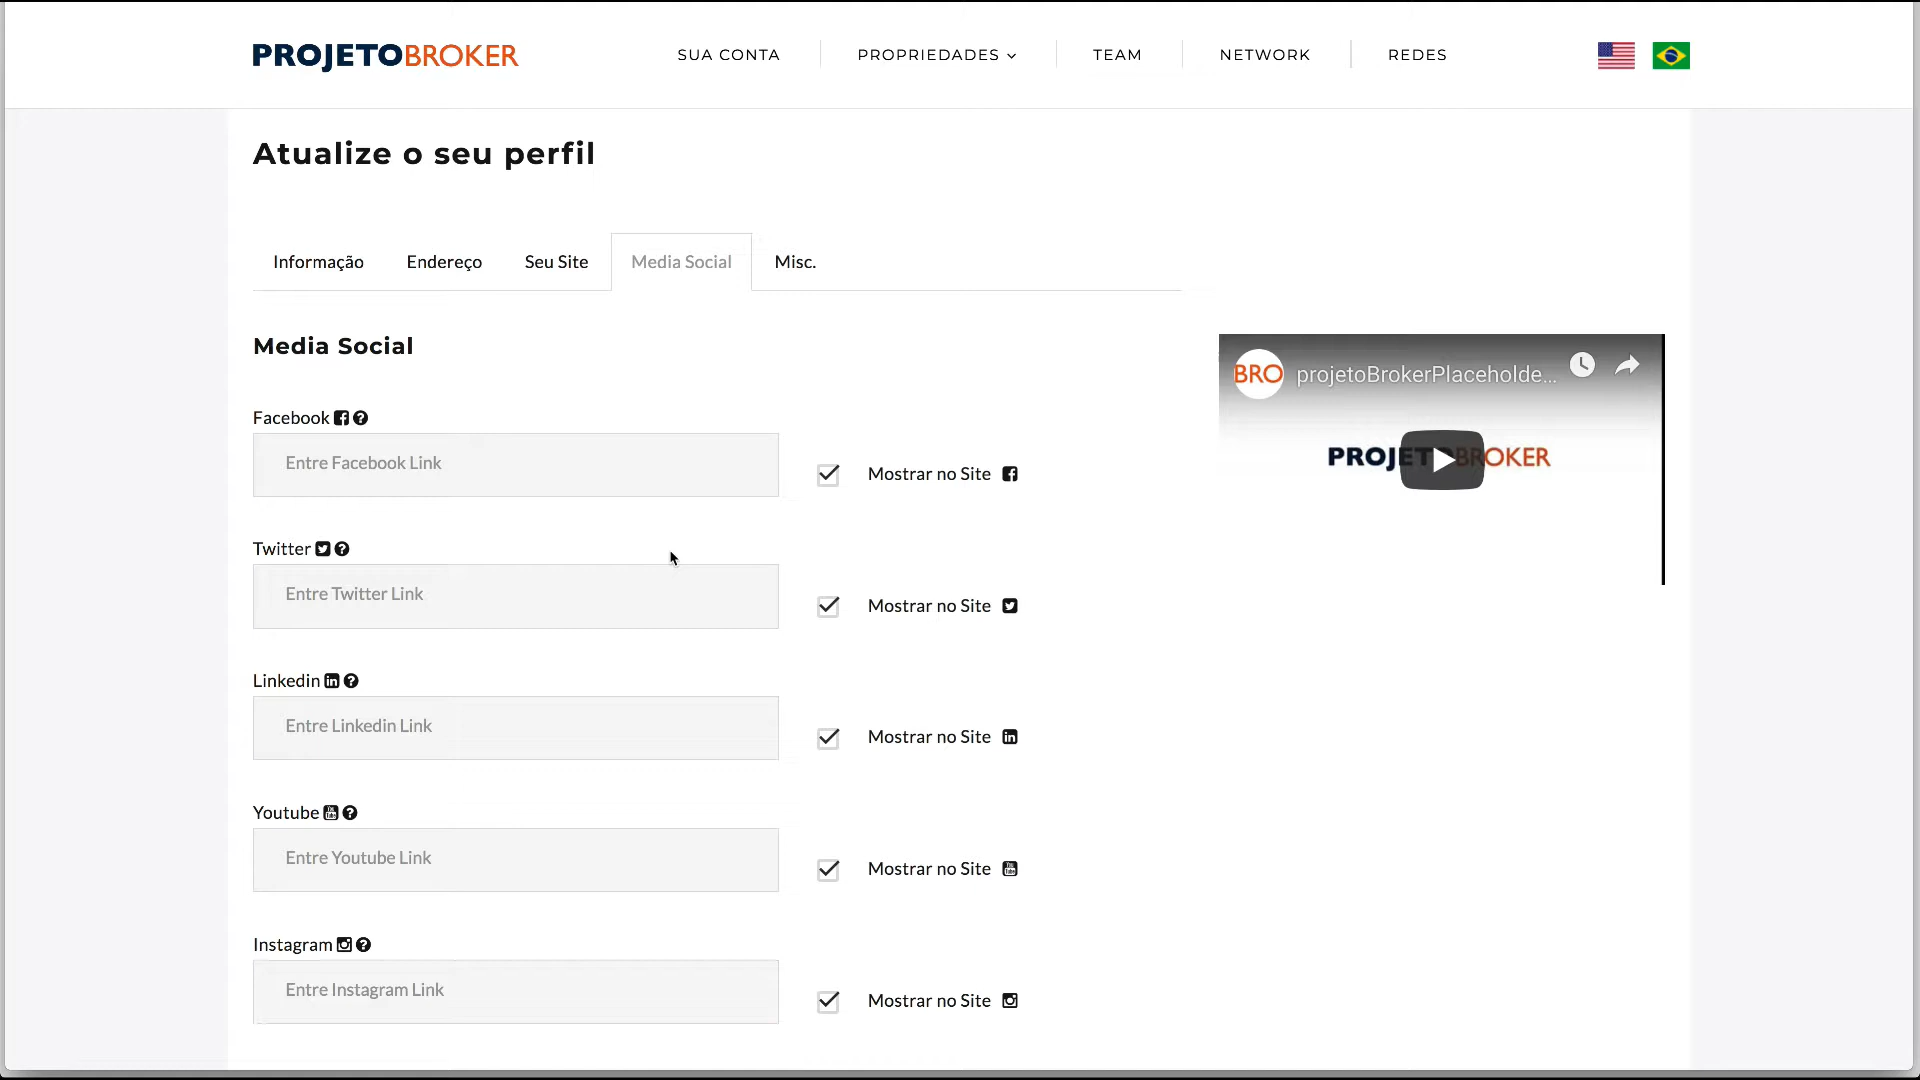 PROJETOBROKER
SUA CONTA
PROPRIEDADES
TEAM
NETWORK
REDES
Atualize o seu perfil
Informação
Endereço
Seu Site
Media Social
Misc.
Media Social
BRO
projetoBrokerPlaceholde...
PROJETOBROKER
Facebook
Entre Facebook Link
Mostrar no Site
Twitter
Entre Twitter Link
Mostrar no Site
Linkedin
Entre Linkedin Link
Mostrar no Site
Youtube
Entre Youtube Link
Mostrar no Site
Instagram
Entre Instagram Link
Mostrar no Site